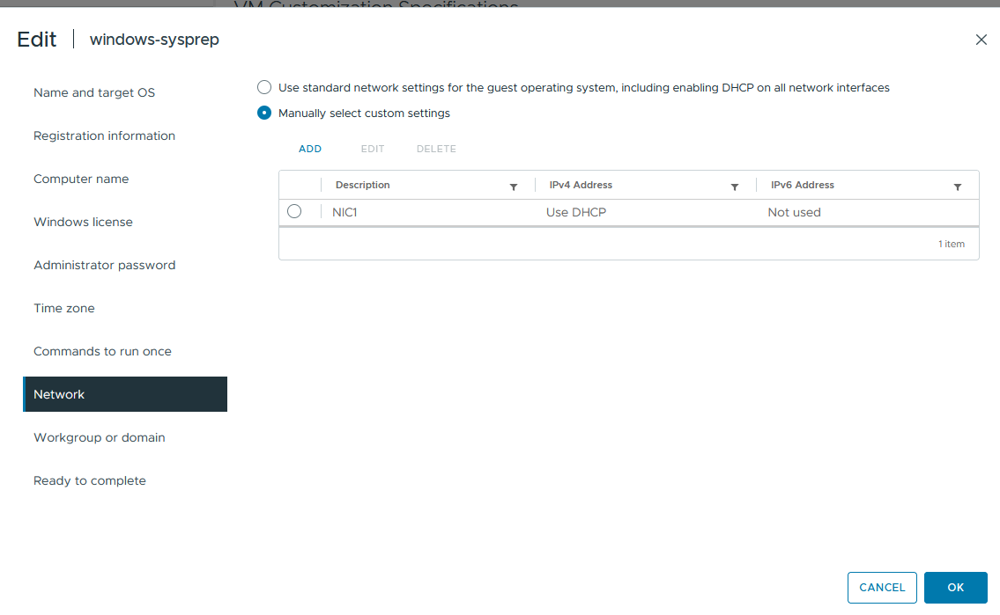 VM Customization Specifications
Edit | windows-sysprep
Name and target OS
Registration information
Computer name
Windows license
Administrator password
Time zone
Commands to run once
Network
Workgroup or domain
Ready to complete
Use standard network settings for the guest operating system, including enabling DHCP on all network interfaces
Manually select custom settings
ADD EDIT DELETE
Description IPv4 Address IPv6 Address
NIC1 Use DHCP Not used
1 item
CANCEL OK